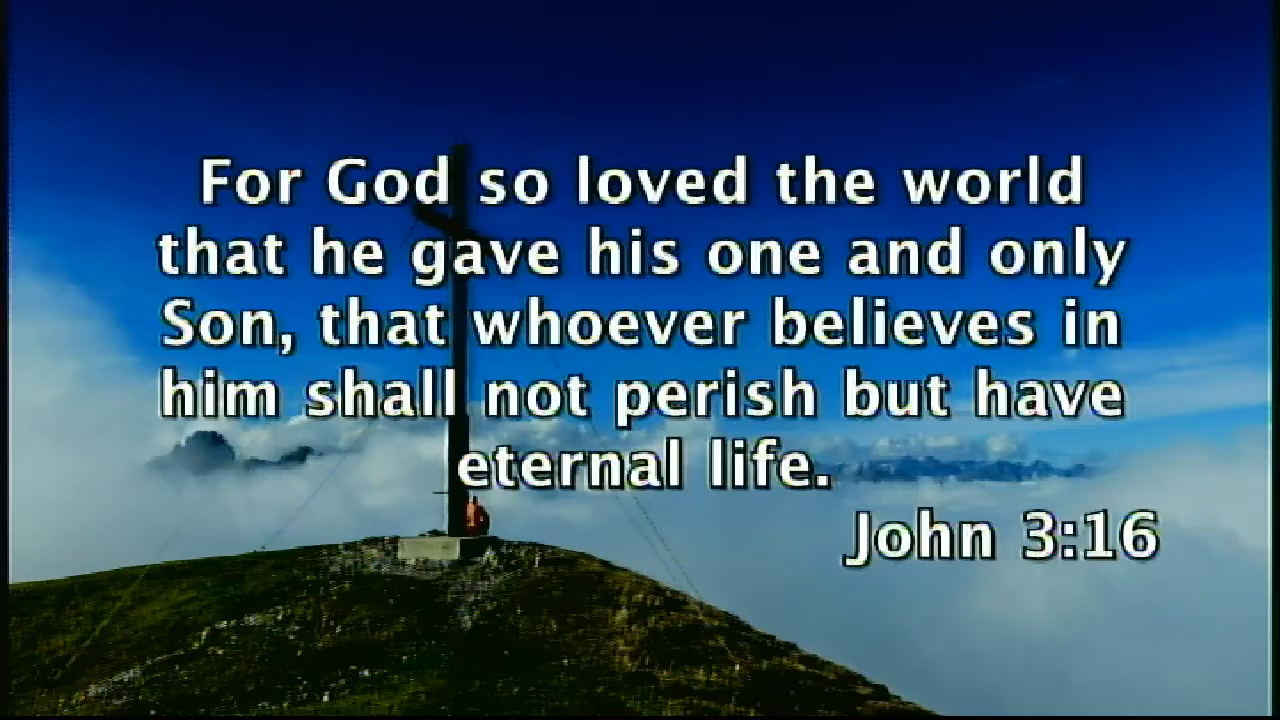 For God so loved the world
that he gave his one and only
Son, that whoever believes in
him shall not perish but have
eternal life.
John 3:16